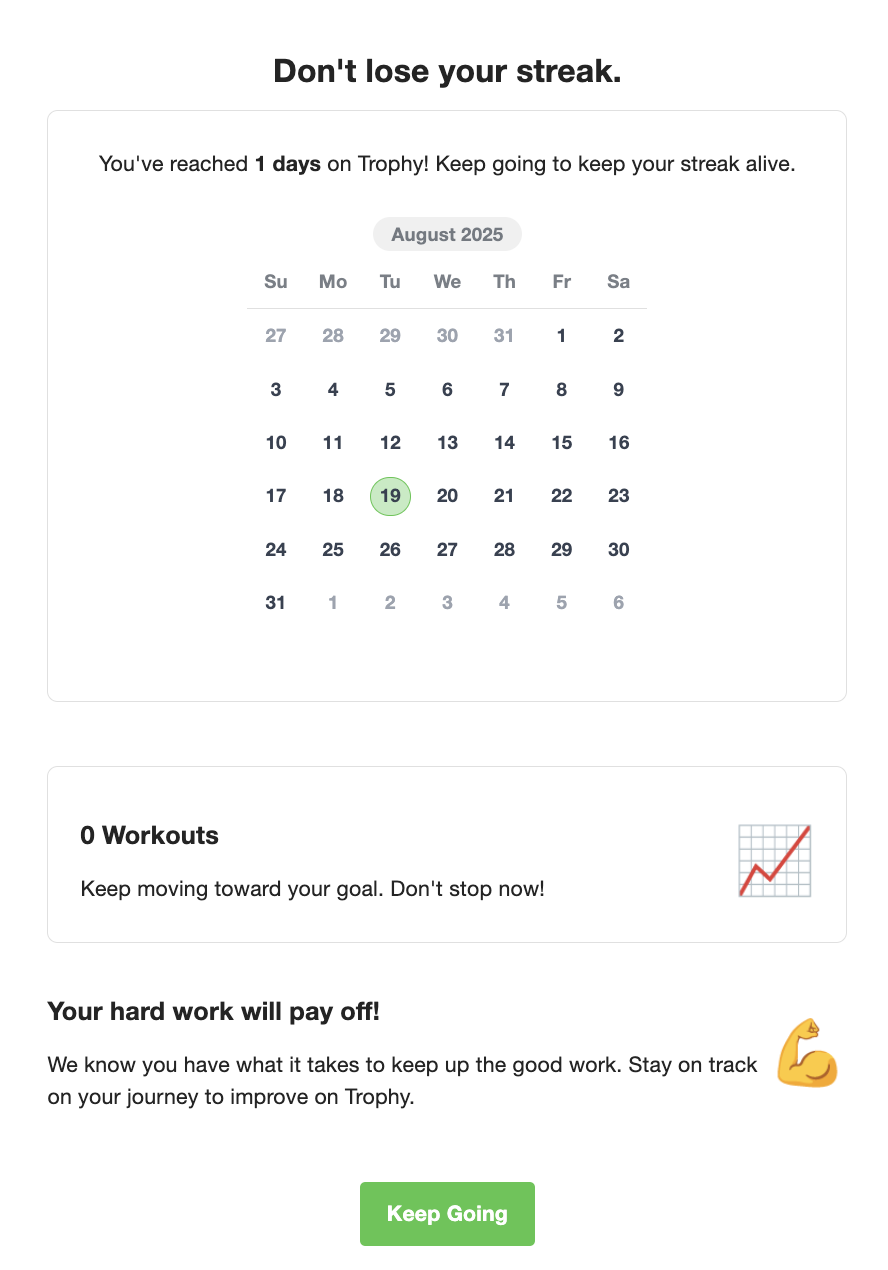 Don't lose your streak.
You've reached 1 days on Trophy! Keep going to keep your streak alive.
August 2025
Su Mo Tu We Th Fr Sa
27 28 29 30 31 1 2
3 4 5 6 7 8 9
10 11 12 13 14 15 16
17 18 19 20 21 22 23
24 25 26 27 28 29 30
31 1 2 3 4 5 6
0 Workouts
Keep moving toward your goal. Don't stop now!
Your hard work will pay off!
We know you have what it takes to keep up the good work. Stay on track
on your journey to improve on Trophy.
Keep Going